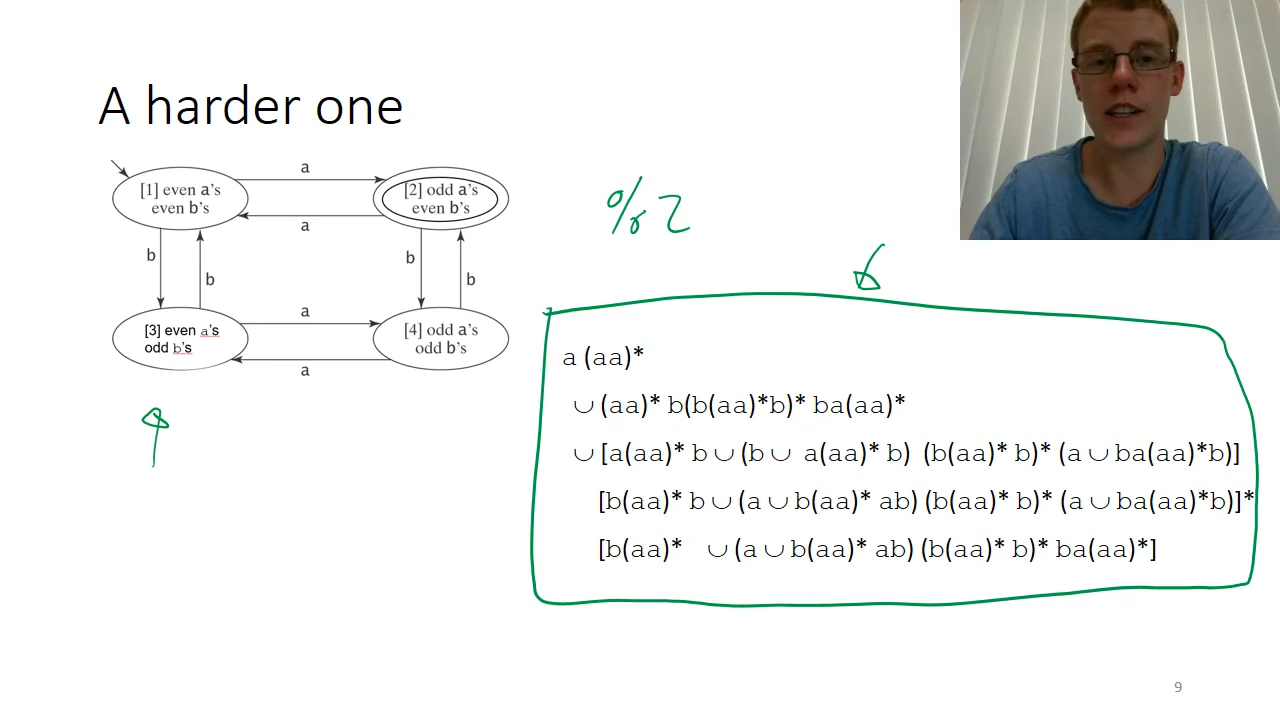 A harder one
a
[1] even a's
even b's
[2] odd a's
even b's
a
b
b
b
b
a
[3] even a's
odd b's
[4] odd a's
odd b's
a
% 2
a (aa)*
∪ (aa)* b(b(aa)*b)* ba(aa)*
∪ [a(aa)* b ∪ (b ∪ a(aa)* b) (b(aa)* b)* (a ∪ ba(aa)*b)]
[b(aa)* b ∪ (a ∪ b(aa)* ab) (b(aa)* b)* (a ∪ ba(aa)*b)]*
[b(aa)* ∪ (a ∪ b(aa)* ab) (b(aa)* b)* ba(aa)*]
9